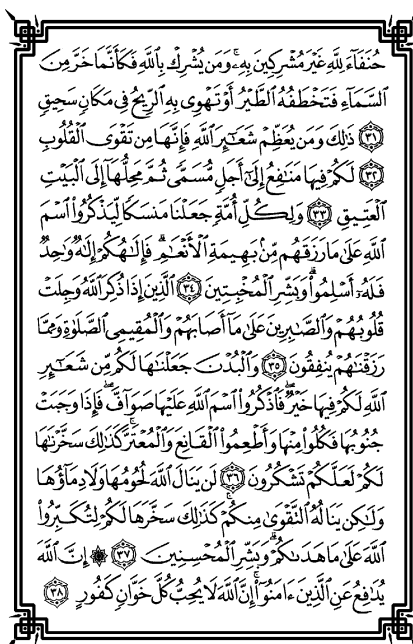 حُنَفَآءَ لِلَّهِ غَيْرَ مُشْرِكِينَ بِهِۦۚ وَمَن يُشْرِكْ بِٱللَّهِ فَكَأَنَّمَا خَرَّ مِنَ
ٱلسَّمَآءِ فَتَخْطَفُهُ ٱلطَّيْرُ أَوْ تَهْوِى بِهِ ٱلرِّيحُ فِى مَكَانٍ سَحِيقٍ
﴿٣١﴾ ذَٰلِكَ وَمَن يُعَظِّمْ شَعَٰٓئِرَ ٱللَّهِ فَإِنَّهَا مِن تَقْوَى ٱلْقُلُوبِ
﴿٣٢﴾ لَكُمْ فِيهَا مَنَٰفِعُ إِلَىٰٓ أَجَلٍ مُّسَمًّى ثُمَّ مَحِلُّهَآ إِلَى ٱلْبَيْتِ
ٱلْعَتِيقِ ﴿٣٣﴾ وَلِكُلِّ أُمَّةٍ جَعَلْنَا مَنسَكًا لِّيَذْكُرُوا۟ ٱسْمَ
ٱللَّهِ عَلَىٰ مَا رَزَقَهُم مِّنۢ بَهِيمَةِ ٱلْأَنْعَٰمِۗ فَإِلَٰهُكُمْ إِلَٰهٌ وَٰحِدٌ
فَلَهُۥٓ أَسْلِمُوا۟ۗ وَبَشِّرِ ٱلْمُخْبِتِينَ ﴿٣٤﴾ ٱلَّذِينَ إِذَا ذُكِرَ ٱللَّهُ وَجِلَتْ
قُلُوبُهُمْ وَٱلصَّٰبِرِينَ عَلَىٰ مَآ أَصَابَهُمْ وَٱلْمُقِيمِى ٱلصَّلَوٰةِ وَمِمَّا
رَزَقْنَٰهُمْ يُنفِقُونَ ﴿٣٥﴾ وَٱلْبُدْنَ جَعَلْنَٰهَا لَكُم مِّن شَعَٰٓئِرِ
ٱللَّهِ لَكُمْ فِيهَا خَيْرٌۖ فَٱذْكُرُوا۟ ٱسْمَ ٱللَّهِ عَلَيْهَا صَوَآفَّۖ فَإِذَا وَجَبَتْ
جُنُوبُهَا فَكُلُوا۟ مِنْهَا وَأَطْعِمُوا۟ ٱلْقَانِعَ وَٱلْمُعْتَرَّۚ كَذَٰلِكَ سَخَّرْنَٰهَا
لَكُمْ لَعَلَّكُمْ تَشْكُرُونَ ﴿٣٦﴾ لَن يَنَالَ ٱللَّهَ لُحُومُهَا وَلَا دِمَآؤُهَا
وَلَٰكِن يَنَالُهُ ٱلتَّقْوَىٰ مِنكُمْۚ كَذَٰلِكَ سَخَّرَهَا لَكُمْ لِتُكَبِّرُوا۟
ٱللَّهَ عَلَىٰ مَا هَدَىٰكُمْۗ وَبَشِّرِ ٱلْمُحْسِنِينَ ﴿٣٧﴾ ۞ إِنَّ ٱللَّهَ
يُدَٰفِعُ عَنِ ٱلَّذِينَ ءَامَنُوٓا۟ۗ إِنَّ ٱللَّهَ لَا يُحِبُّ كُلَّ خَوَّانٍ كَفُورٍ ﴿٣٨﴾